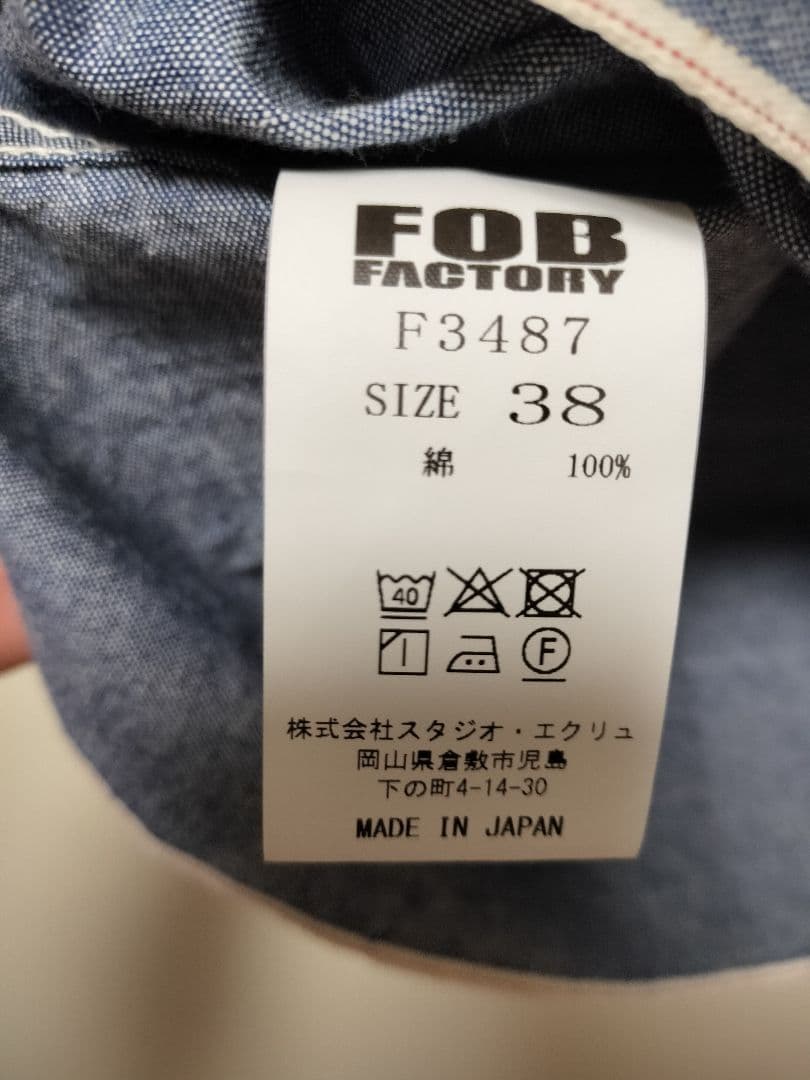 FOB
FACTORY
F3487
SIZE 38
綿 100%
40
F
株式会社スタジオ・エクリュ
岡山県倉敷市児島
下の町4-14-30
MADE IN JAPAN